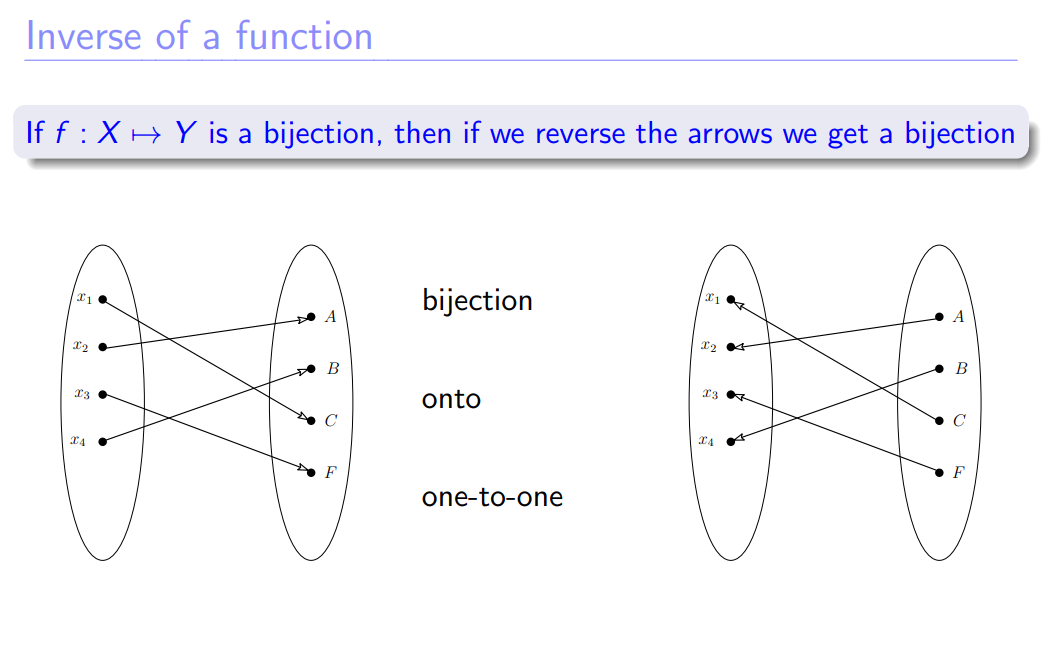 Inverse of a function
If f : X ↦ Y is a bijection, then if we reverse the arrows we get a bijection
x₁
x₂
x₃
x₄
A
B
C
F
bijection
onto
one-to-one
x₁
x₂
x₃
x₄
A
B
C
F